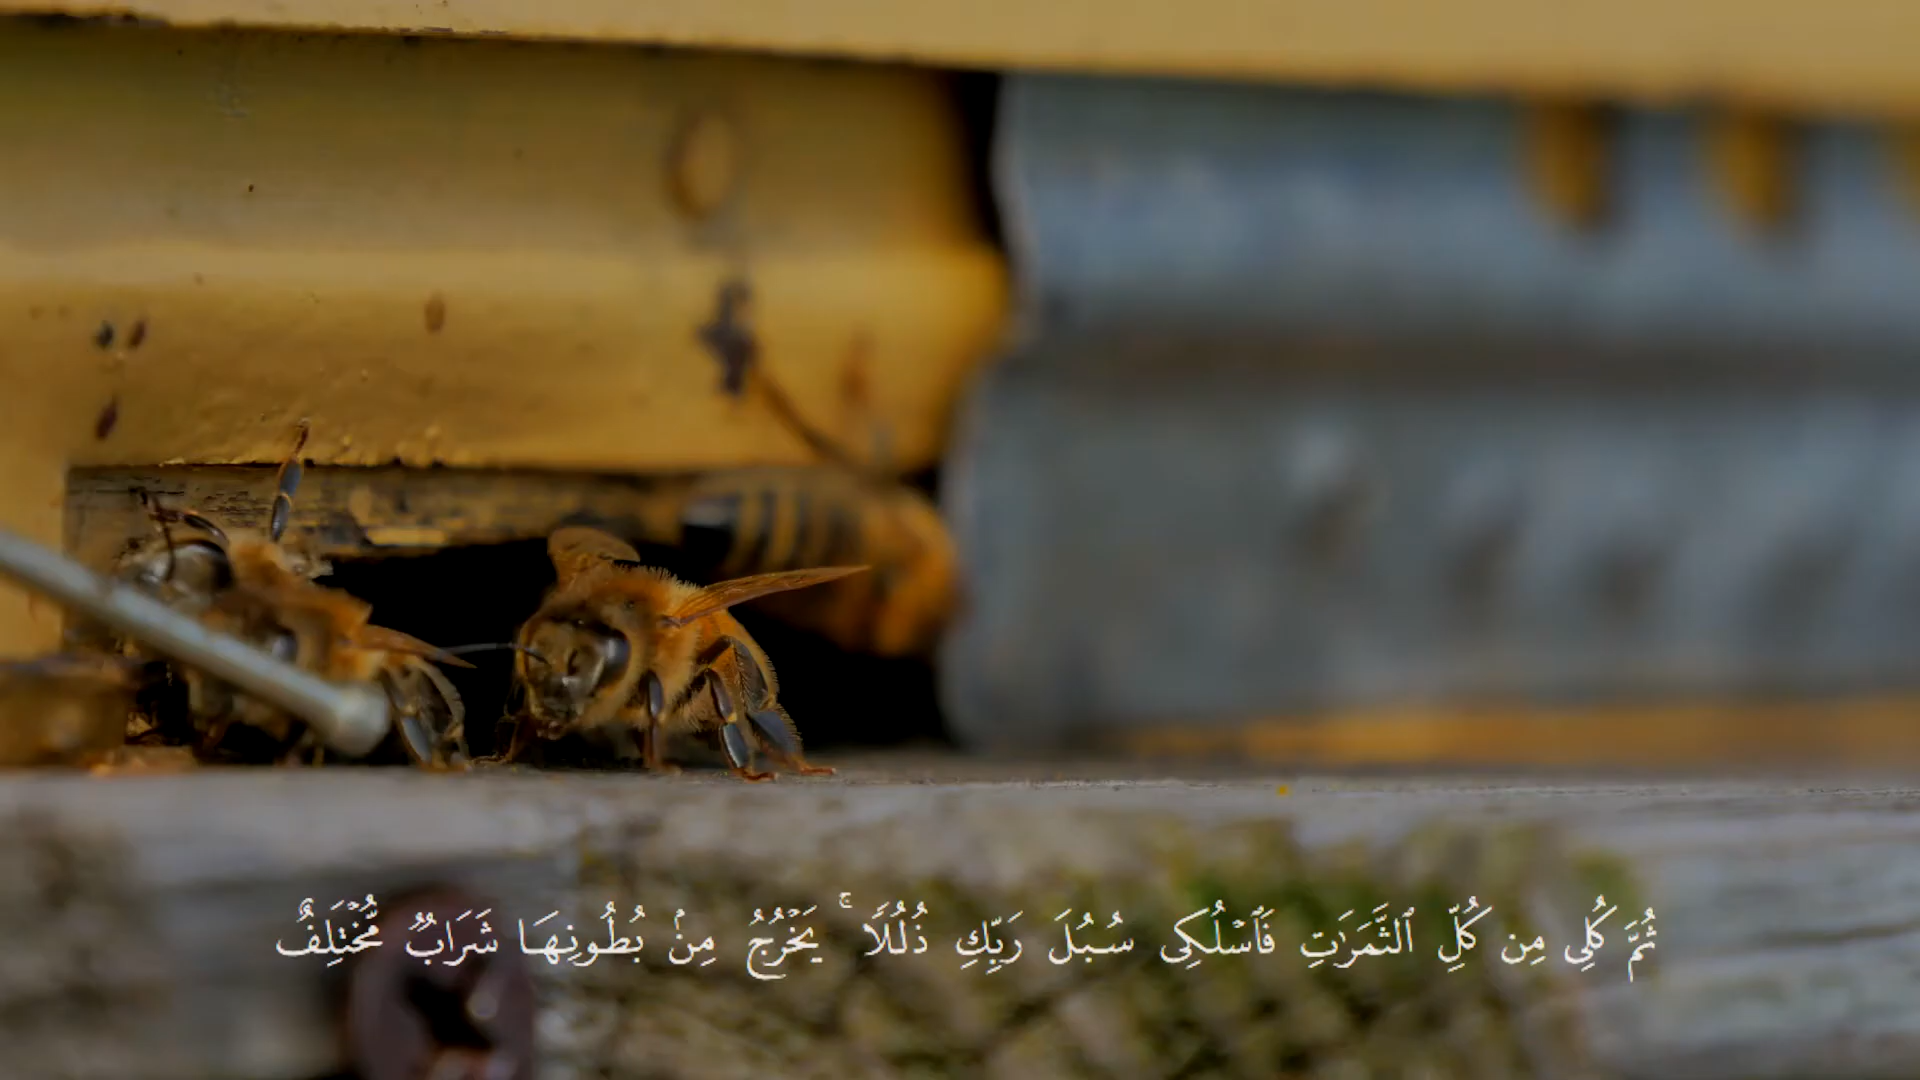 ثُمَّ كُلِى مِن كُلِّ ٱلثَّمَرَٰتِ فَٱسْلُكِى سُبُلَ رَبِّكِ ذُلُلًا ۚ يَخْرُجُ مِنۢ بُطُونِهَا شَرَابٌ مُّخْتَلِفٌ